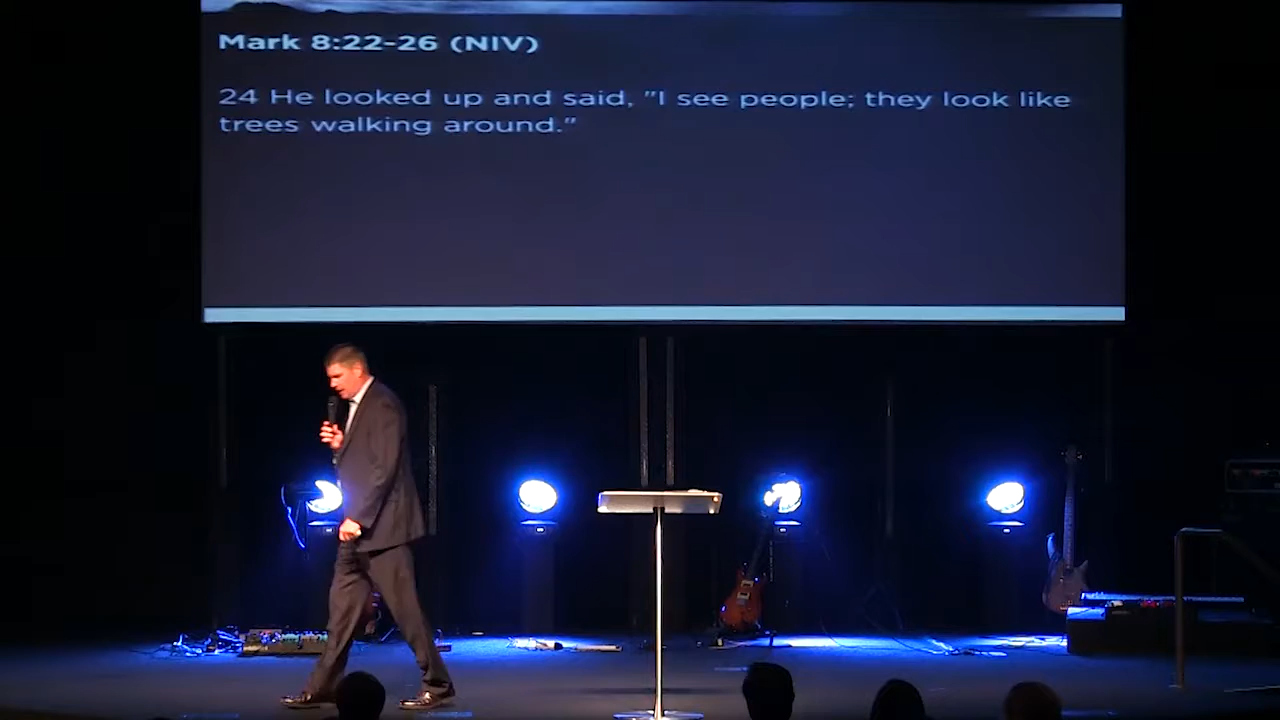 Mark 8:22-26 (NIV)
24 He looked up and said, "I see people; they look like
trees walking around."